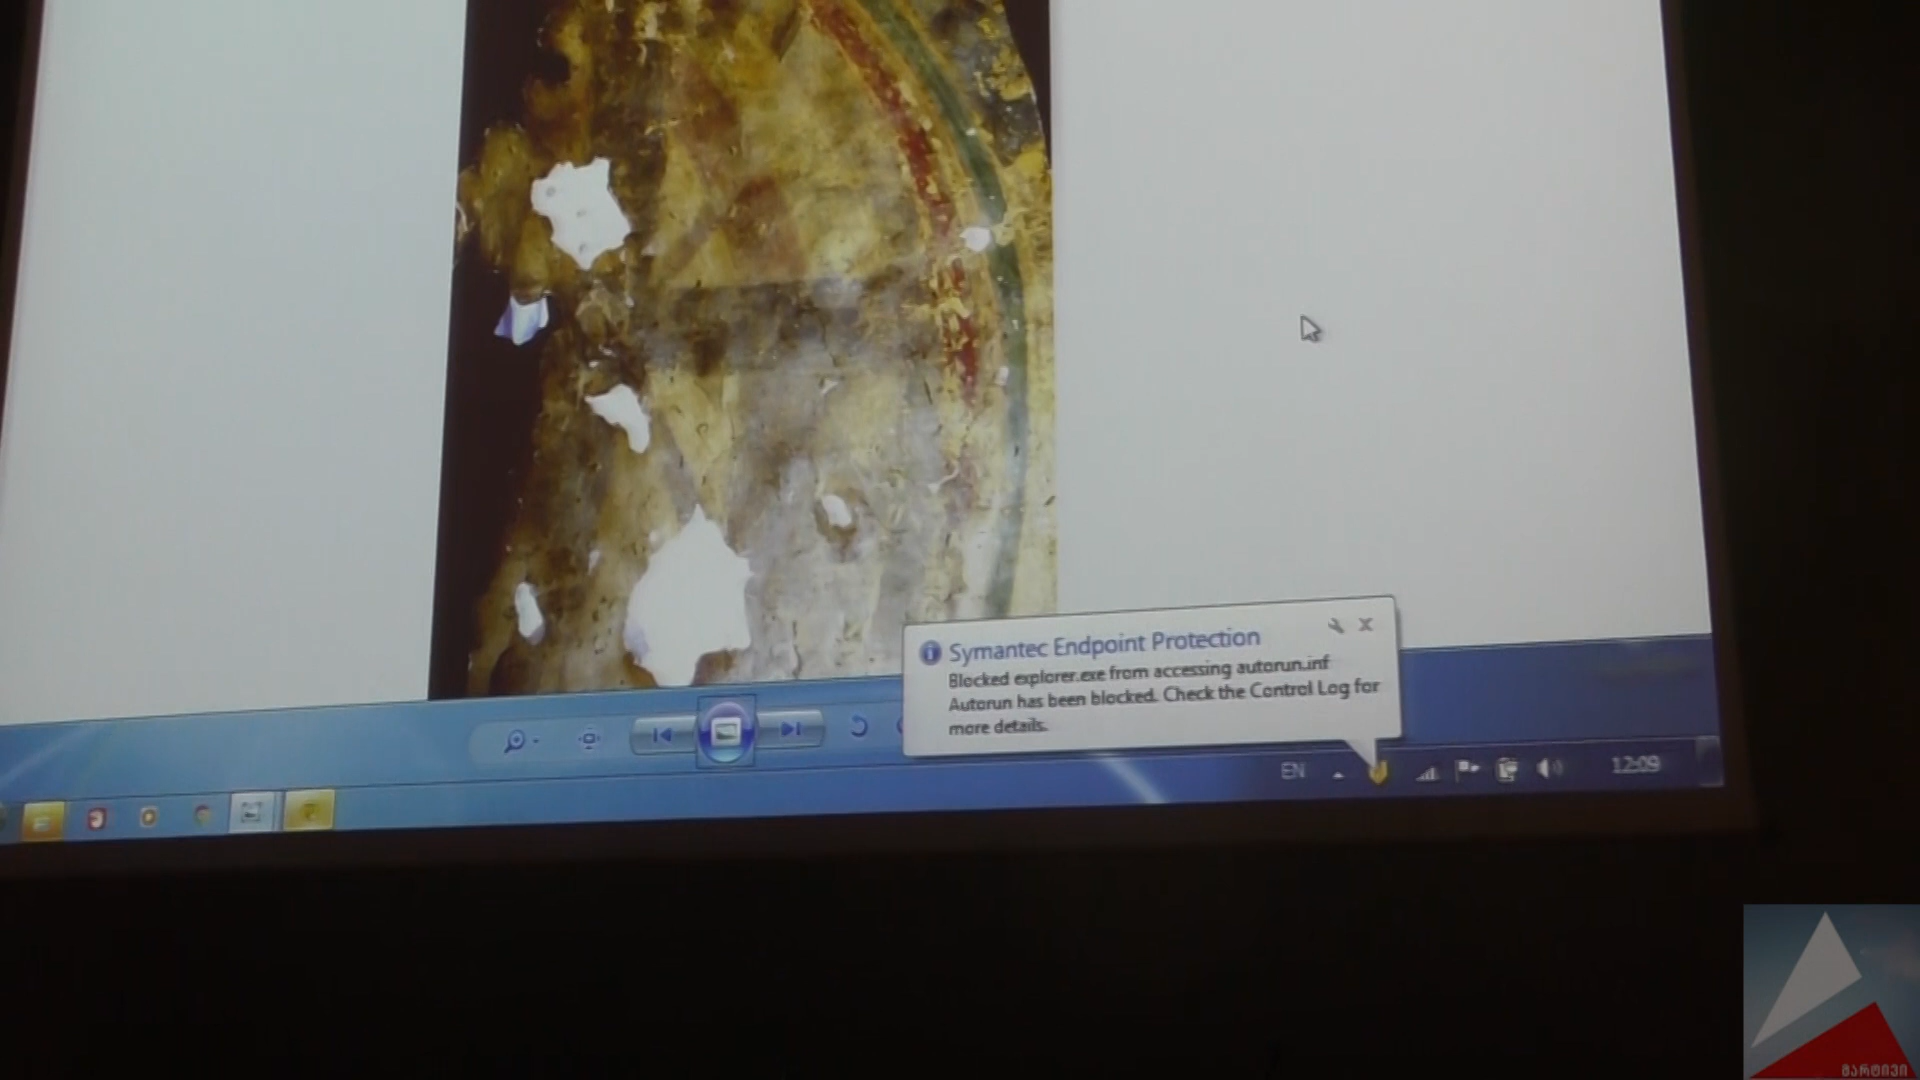 Symantec Endpoint Protection
Blocked explorer.exe from accessing autorun.inf
Autorun has been blocked. Check the Control Log for
more details.
EN
12:09
მარტივი